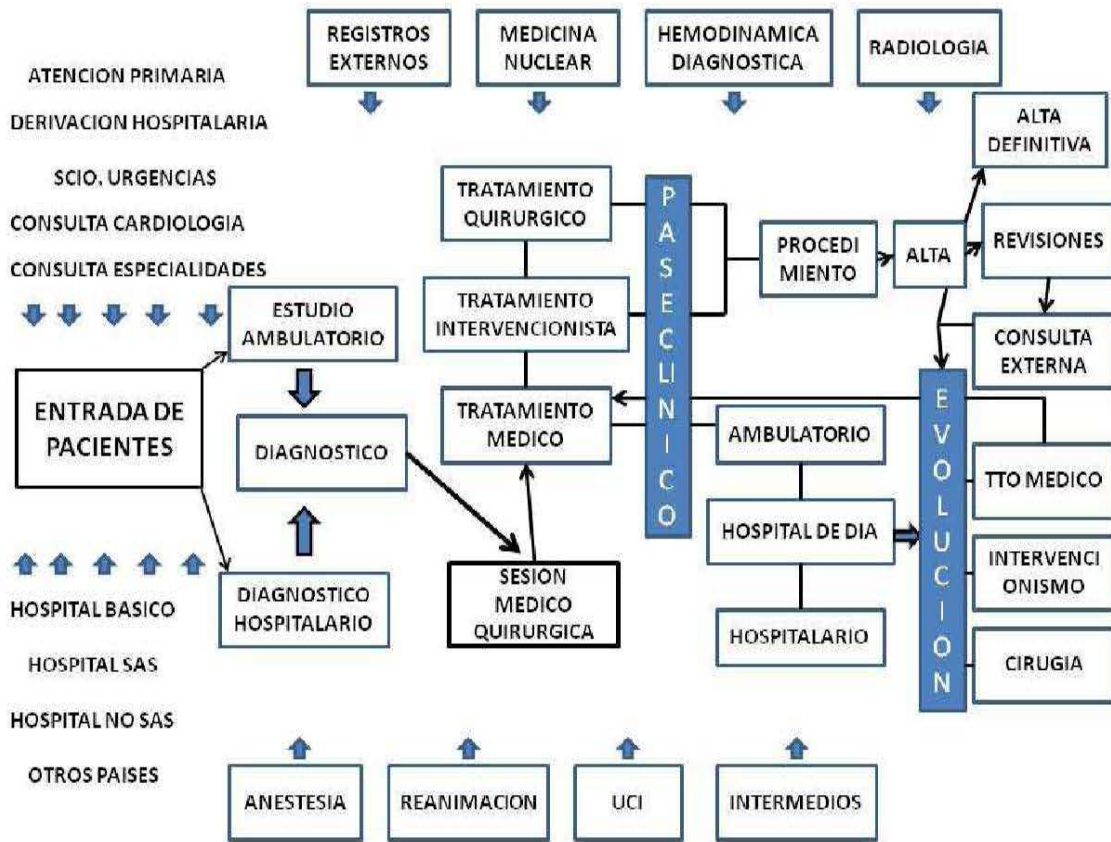 REGISTROS
EXTERNOS
MEDICINA
NUCLEAR
HEMODINAMICA
DIAGNOSTICA
RADIOLOGIA
ATENCION PRIMARIA
DERIVACION HOSPITALARIA
SCIO. URGENCIAS
CONSULTA CARDIOLOGIA
CONSULTA ESPECIALIDADES
ALTA
DEFINITIVA
TRATAMIENTO
QUIRURGICO
PASE CLINICO
PROCEDI
MIENTO
ALTA
REVISIONES
ESTUDIO
AMBULATORIO
TRATAMIENTO
INTERVENCIONISTA
CONSULTA
EXTERNA
ENTRADA DE
PACIENTES
DIAGNOSTICO
TRATAMIENTO
MEDICO
AMBULATORIO
EVOLUCION
TTO MEDICO
HOSPITAL DE DIA
INTERVENCI
ONISMO
DIAGNOSTICO
HOSPITALARIO
SESION
MEDICO
QUIRURGICA
HOSPITALARIO
CIRUGIA
HOSPITAL BASICO
HOSPITAL SAS
HOSPITAL NO SAS
OTROS PAISES
ANESTESIA
REANIMACION
UCI
INTERMEDIOS